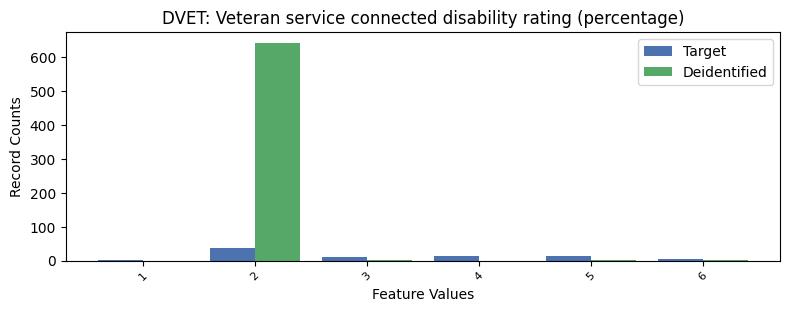 DVET: Veteran service connected disability rating (percentage)
Target
Deidentified
Record Counts
600
500
400
300
200
100
0
1 2 3 4 5 6
Feature Values